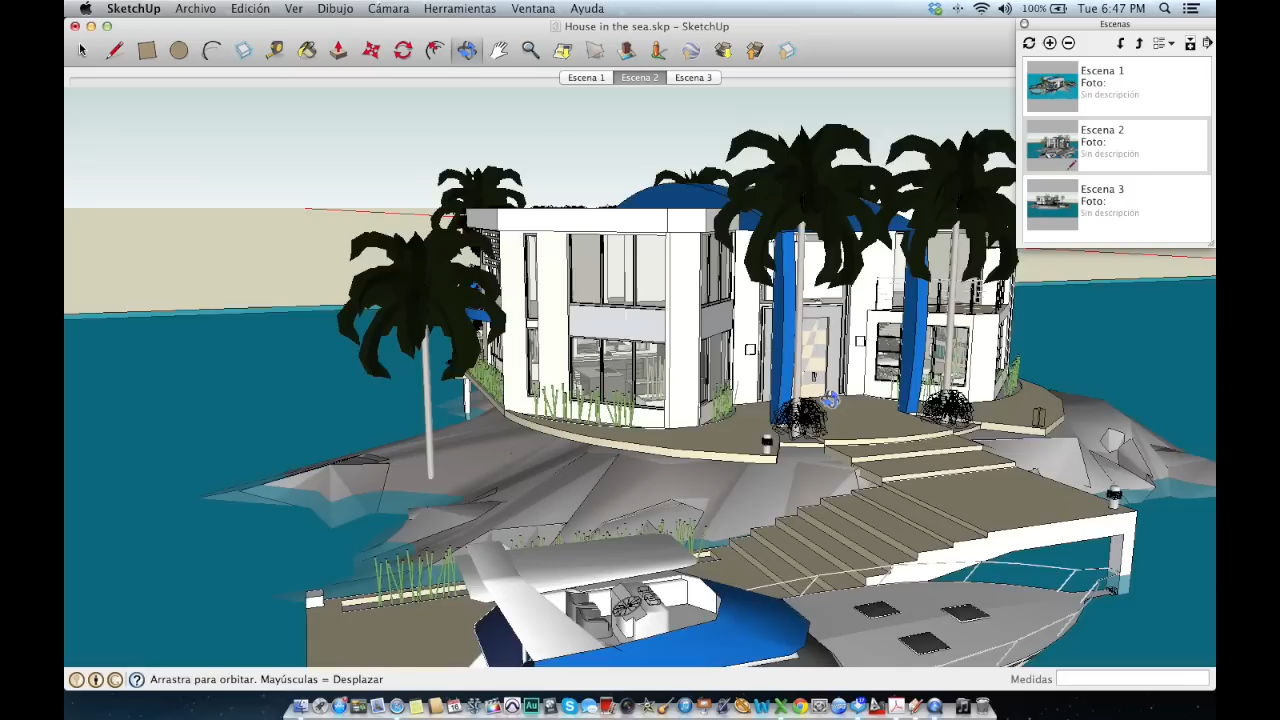 SketchUp Archivo Edición Ver Dibujo Cámara Herramientas Ventana Ayuda 100% Tue 6:47 PM
House in the sea.skp - SketchUp
Escenas
Escena 1 Escena 2 Escena 3
Escena 1
Foto:
Sin descripción
Escena 2
Foto:
Sin descripción
Escena 3
Foto:
Sin descripción
Arrastra para orbitar. Mayúsculas = Desplazar
Medidas